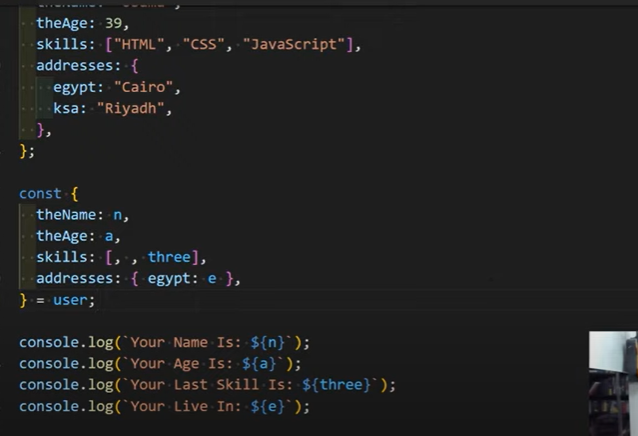 theAge: 39,
skills: ["HTML", "CSS", "JavaScript"],
addresses: {
egypt: "Cairo",
ksa: "Riyadh",
},
};
const {
theName: n,
theAge: a,
skills: [, , three],
addresses: { egypt: e },
} = user;
console.log(`Your Name Is: ${n}`);
console.log(`Your Age Is: ${a}`);
console.log(`Your Last Skill Is: ${three}`);
console.log(`Your Live In: ${e}`);